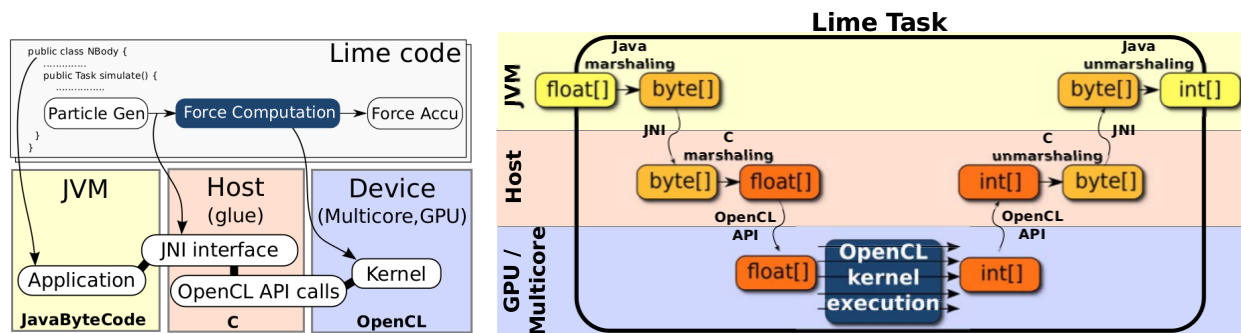 Lime code
public class NBody {
..............
public Task simulate() {
................
Particle Gen
Force Computation
Force Accu
}
}
JVM
Host
(glue)
Device
(Multicore,GPU)
JNI interface
Application
Kernel
OpenCL API calls
JavaByteCode
C
OpenCL
Lime Task
JVM
Java
marshaling
float[]
byte[]
JNI
Java
unmarshaling
byte[]
int[]
JNI
Host
C
marshaling
byte[]
float[]
OpenCL
API
C
unmarshaling
int[]
byte[]
OpenCL
API
GPU /
Multicore
float[]
OpenCL
kernel
execution
int[]